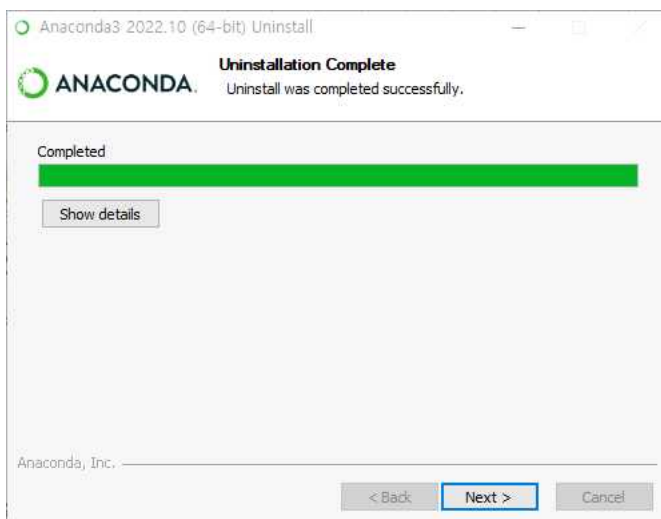 Anaconda3 2022.10 (64-bit) Uninstall
ANACONDA.
Uninstallation Complete
Uninstall was completed successfully.
Completed
Show details
Anaconda, Inc.
< Back
Next >
Cancel